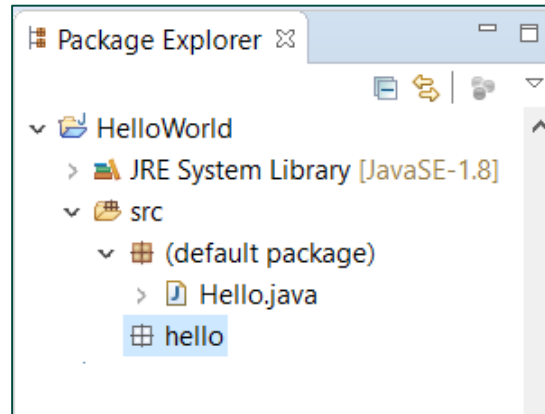 Package Explorer
HelloWorld
JRE System Library [JavaSE-1.8]
src
(default package)
Hello.java
hello